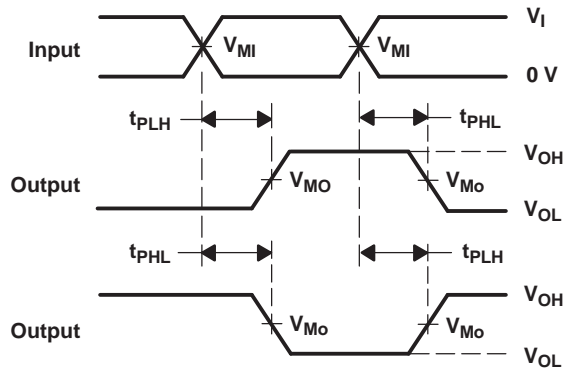 V_I
Input
V_MI
V_MI
0 V
t_PLH
t_PHL
V_OH
Output
V_MO
V_Mo
V_OL
t_PHL
t_PLH
V_OH
Output
V_Mo
V_Mo
V_OL